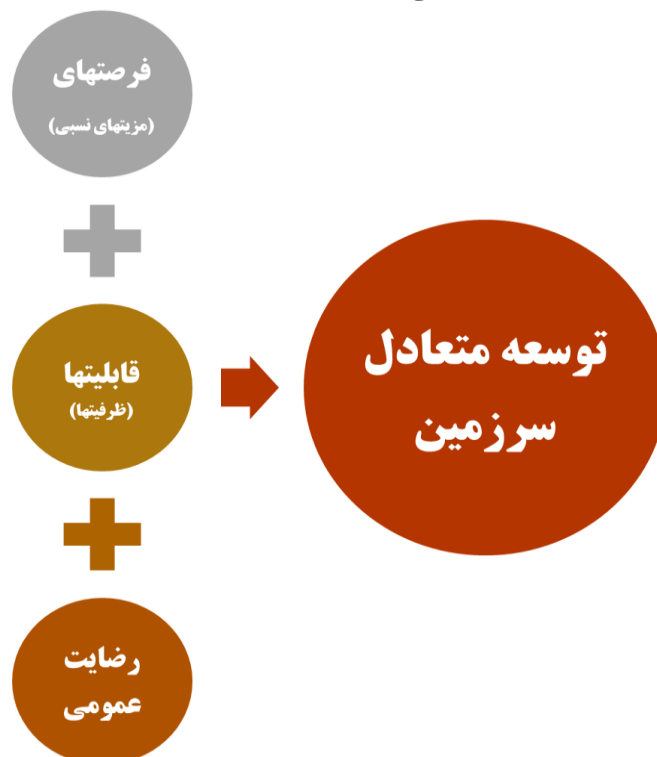 فرصتهای
(مزیتهای نسبی)
قابلیتها
(ظرفیتها)
رضایت
عمومی
توسعه متعادل
سرزمین